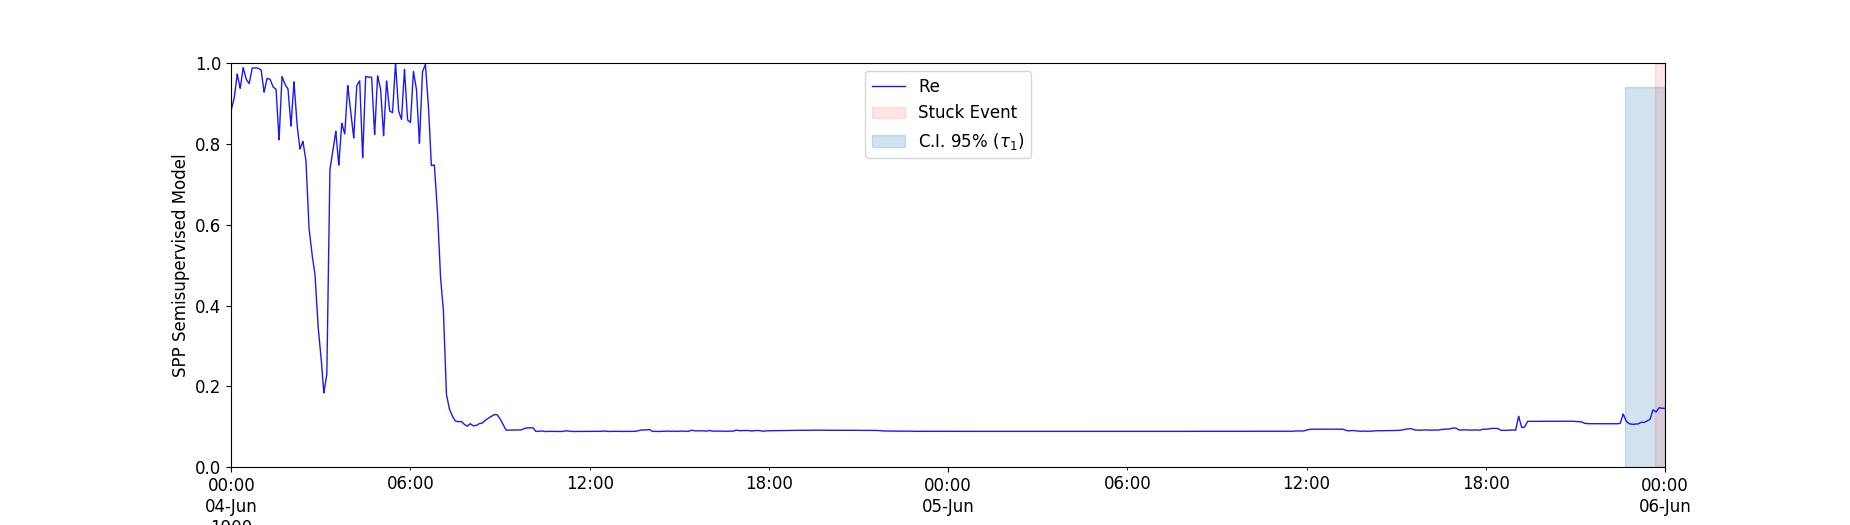 1.0
0.8
0.6
0.4
0.2
0.0
SPP Semisupervised Model
Re
Stuck Event
C.I. 95% (τ₁)
00:00 06:00 12:00 18:00 00:00 06:00 12:00 18:00 00:00
04-Jun 05-Jun 06-Jun
1900